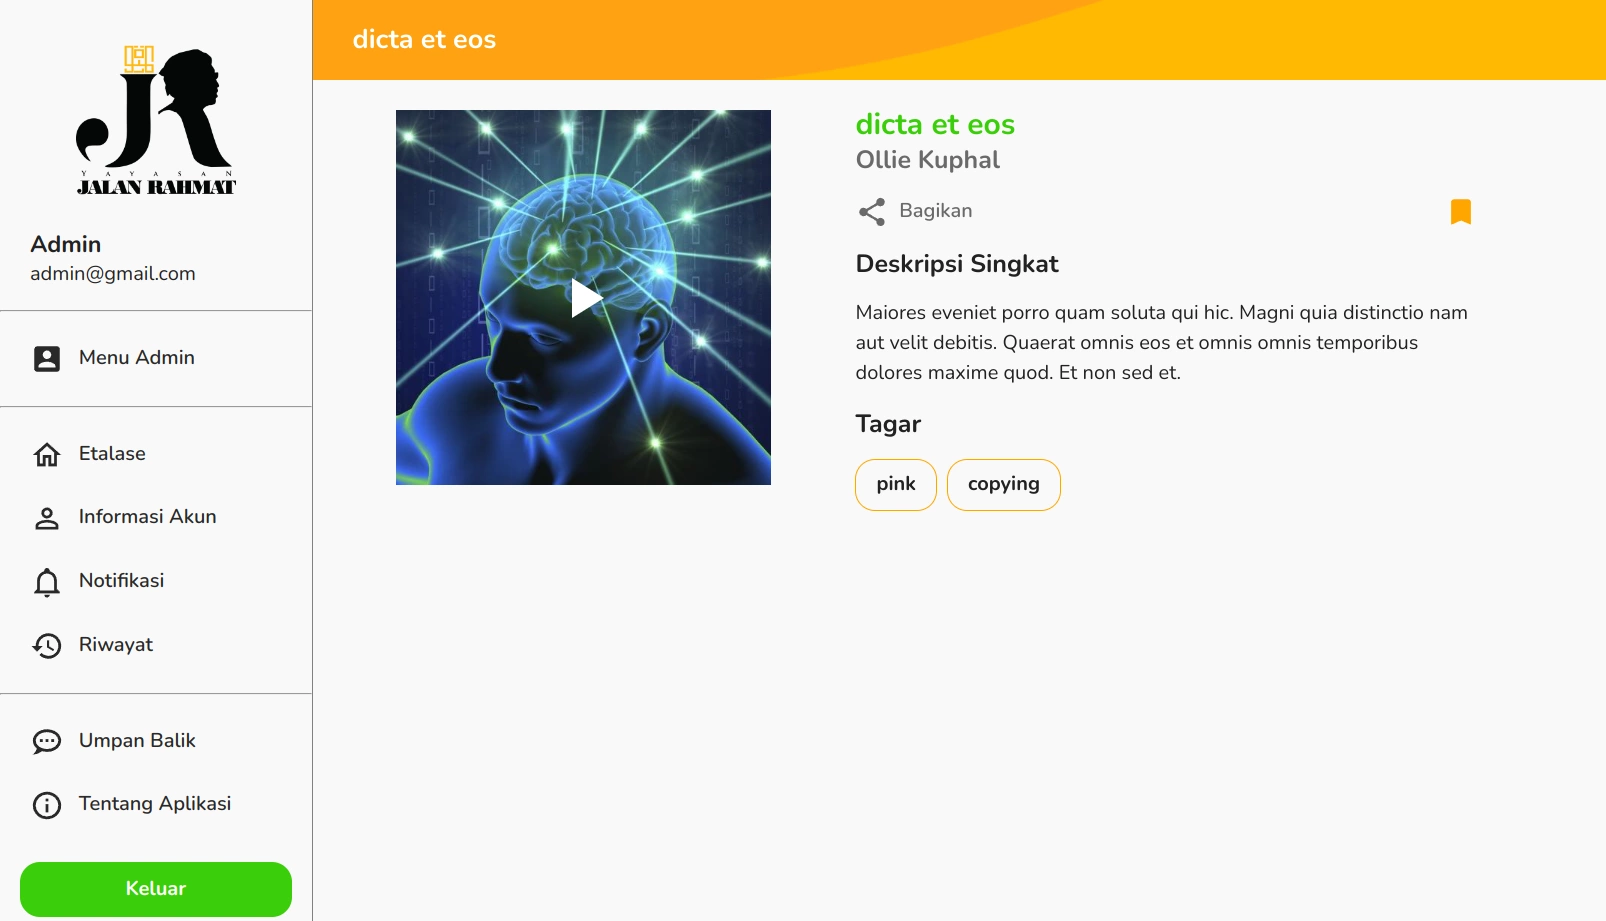 YAYASAN
JALAN RAHMAT
Admin
admin@gmail.com
Menu Admin
Etalase
Informasi Akun
Notifikasi
Riwayat
Umpan Balik
Tentang Aplikasi
Keluar
dicta et eos
dicta et eos
Ollie Kuphal
Bagikan
Deskripsi Singkat
Maiores eveniet porro quam soluta qui hic. Magni quia distinctio nam
aut velit debitis. Quaerat omnis eos et omnis omnis temporibus
dolores maxime quod. Et non sed et.
Tagar
pink
copying